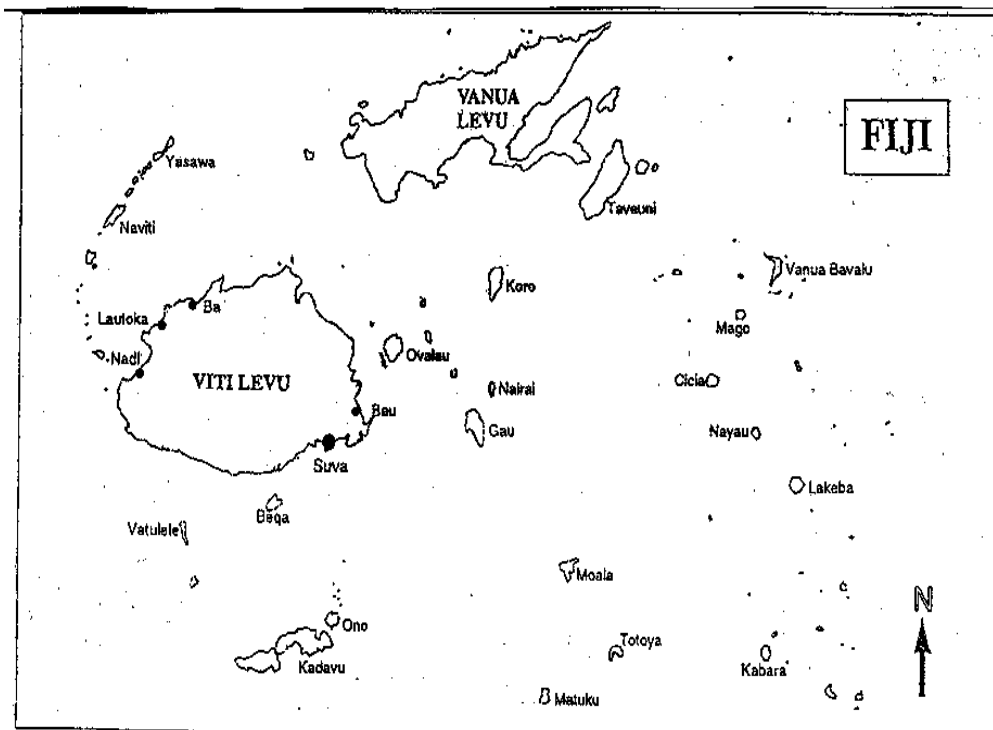 VANUA
LEVU
FIJI
Yasawa
Taveuni
Naviti
Vanua Bavalu
Koro
Ba
Lautoka
Mago
Nadi
Ovalau
VITI LEVU
Cicia
Nairai
Bau
Gau
Nayau
Suva
Lakeba
Beqa
Vatulele
Moala
N
Ono
Totoya
Kadavu
Kabara
Matuku